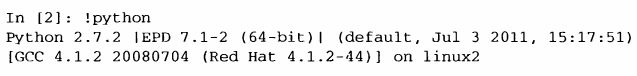 In [2]: !python
Python 2.7.2 |EPD 7.1-2 (64-bit)| (default, Jul 3 2011, 15:17:51)
[GCC 4.1.2 20080704 (Red Hat 4.1.2-44)] on linux2